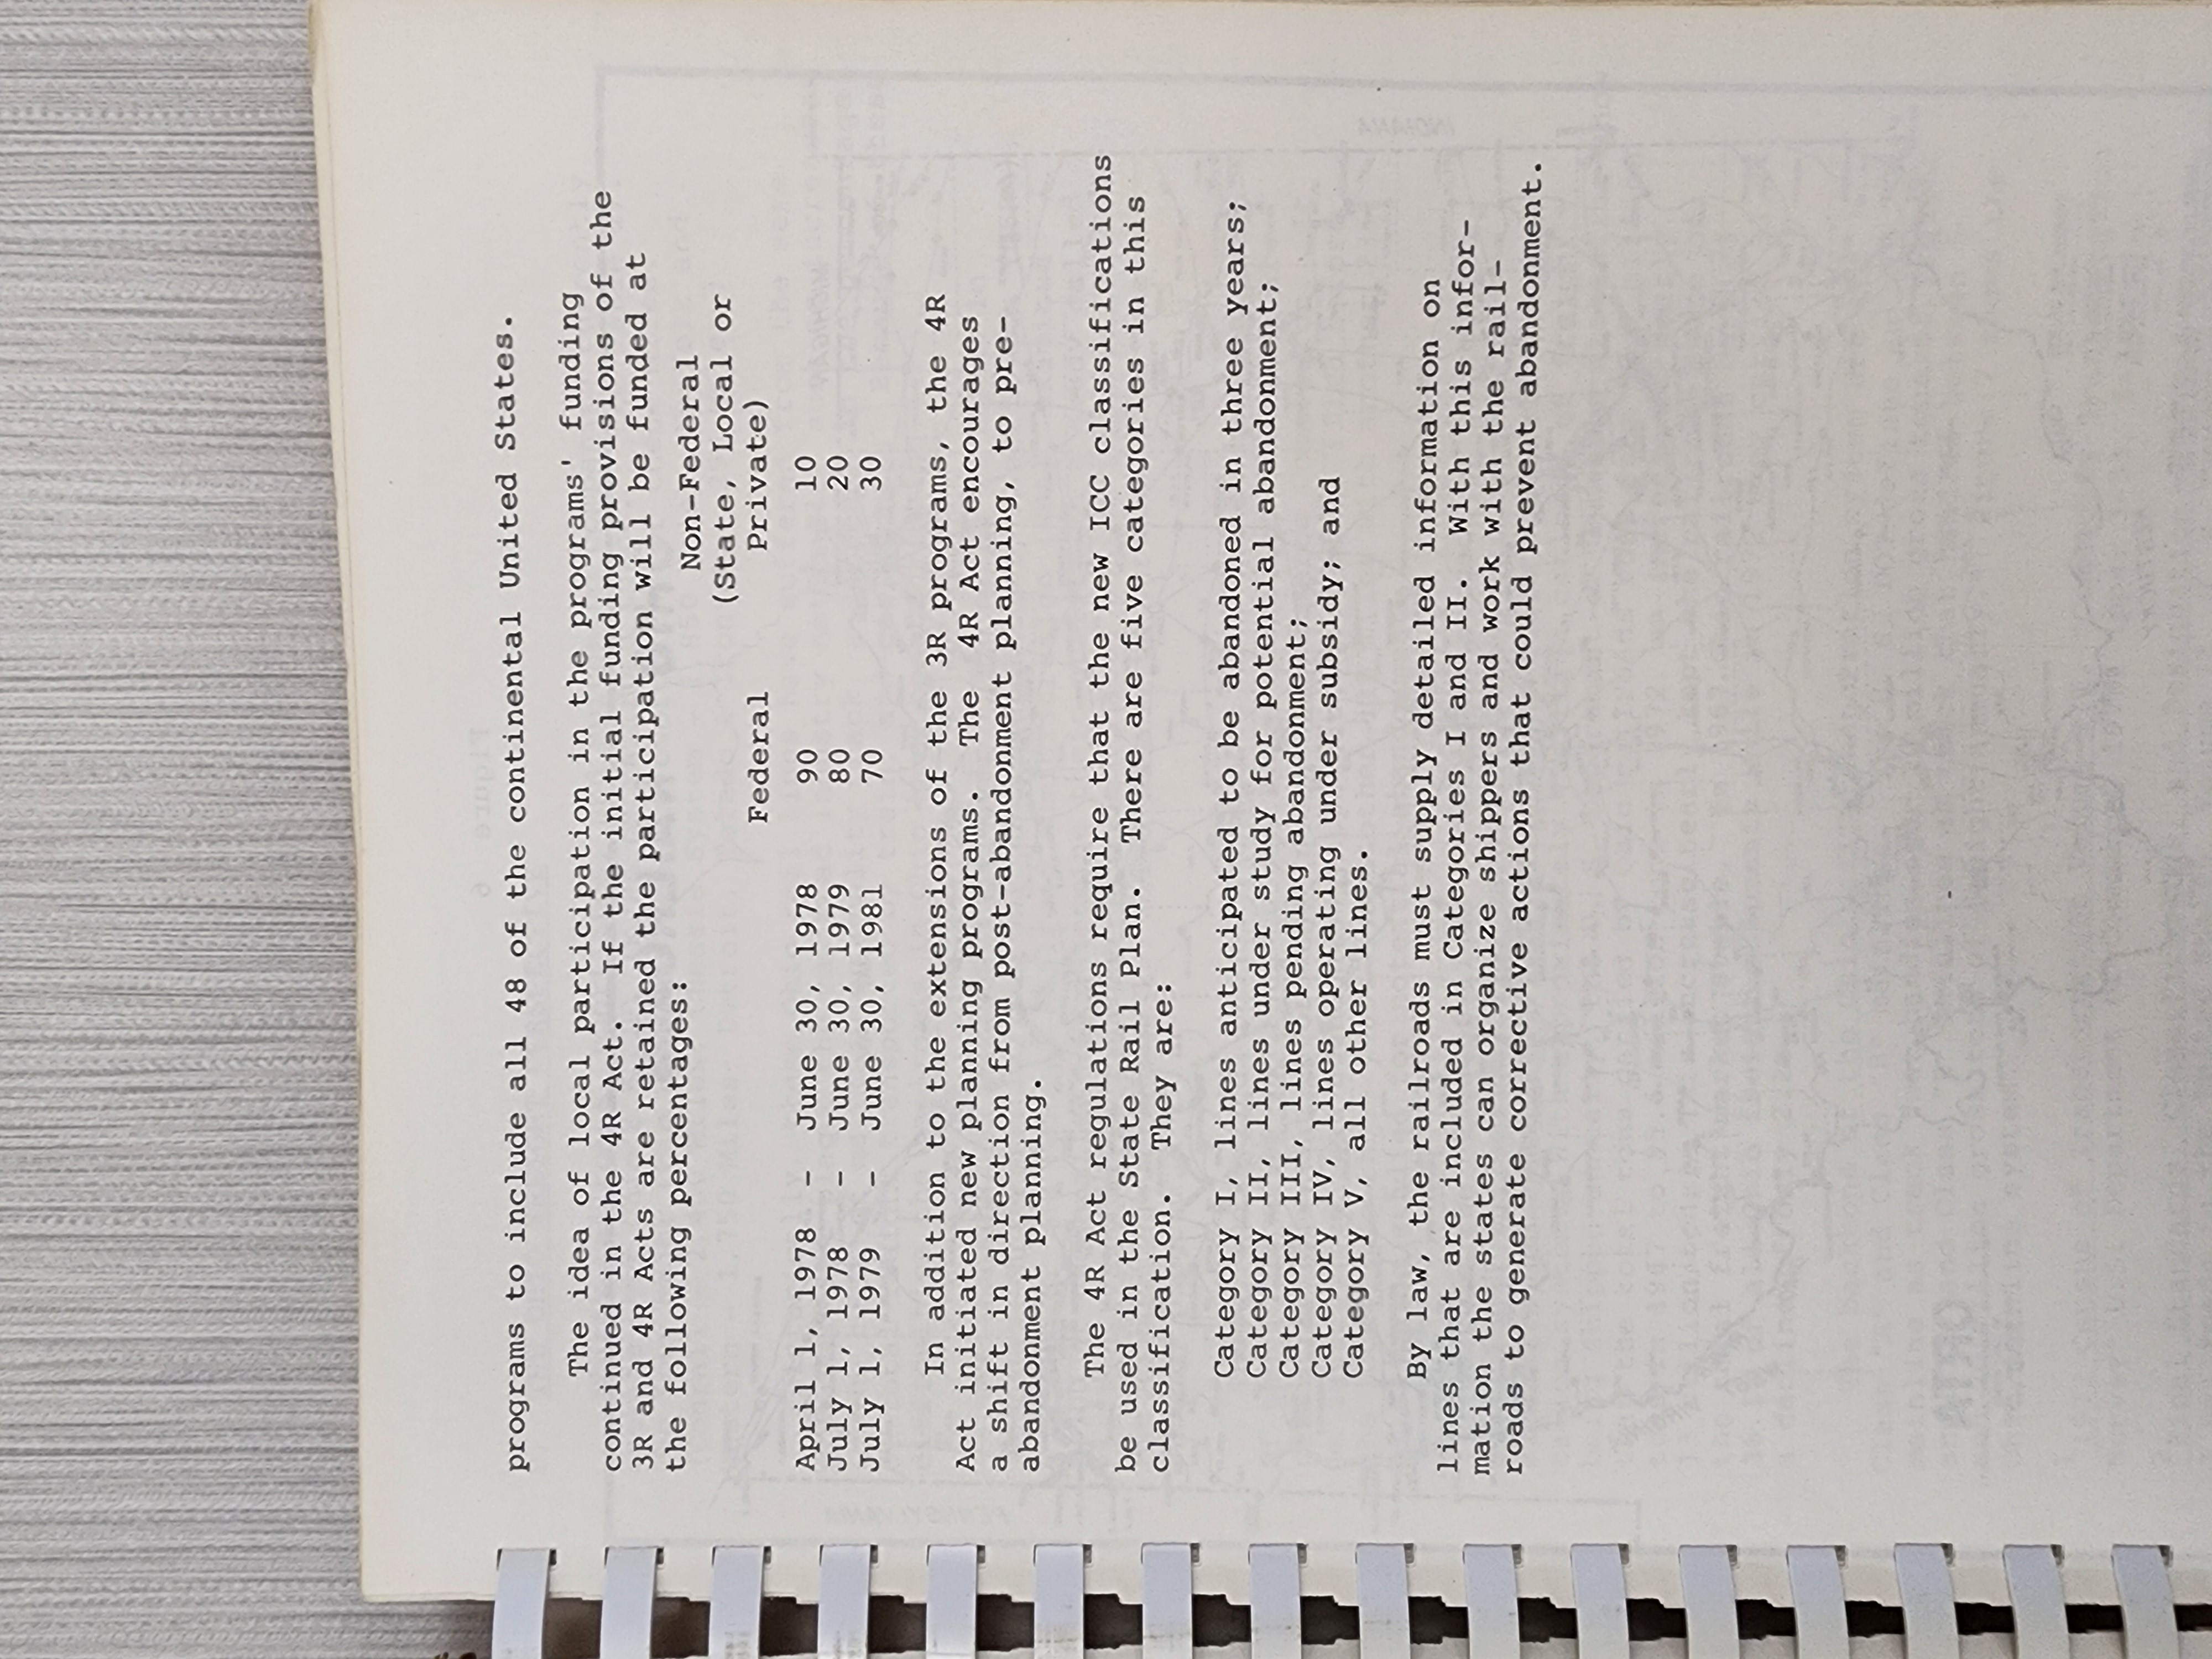 programs to include all 48 of the continental United States.
The idea of local participation in the programs' funding
continued in the 4R Act. If the initial funding provisions of the
3R and 4R Acts are retained the participation will be funded at
the following percentages:
Non-Federal
(State, Local or
Federal Private)
April 1, 1978 - June 30, 1978 90 10
July 1, 1978 - June 30, 1979 80 20
July 1, 1979 - June 30, 1981 70 30
In addition to the extensions of the 3R programs, the 4R
Act initiated new planning programs. The 4R Act encourages
a shift in direction from post-abandonment planning, to pre-
abandonment planning.
The 4R Act regulations require that the new ICC classifications
be used in the State Rail Plan. There are five categories in this
classification. They are:
Category I, lines anticipated to be abandoned in three years;
Category II, lines under study for potential abandonment;
Category III, lines pending abandonment;
Category IV, lines operating under subsidy; and
Category V, all other lines.
By law, the railroads must supply detailed information on
lines that are included in Categories I and II. With this infor-
mation the states can organize shippers and work with the rail-
roads to generate corrective actions that could prevent abandonment.